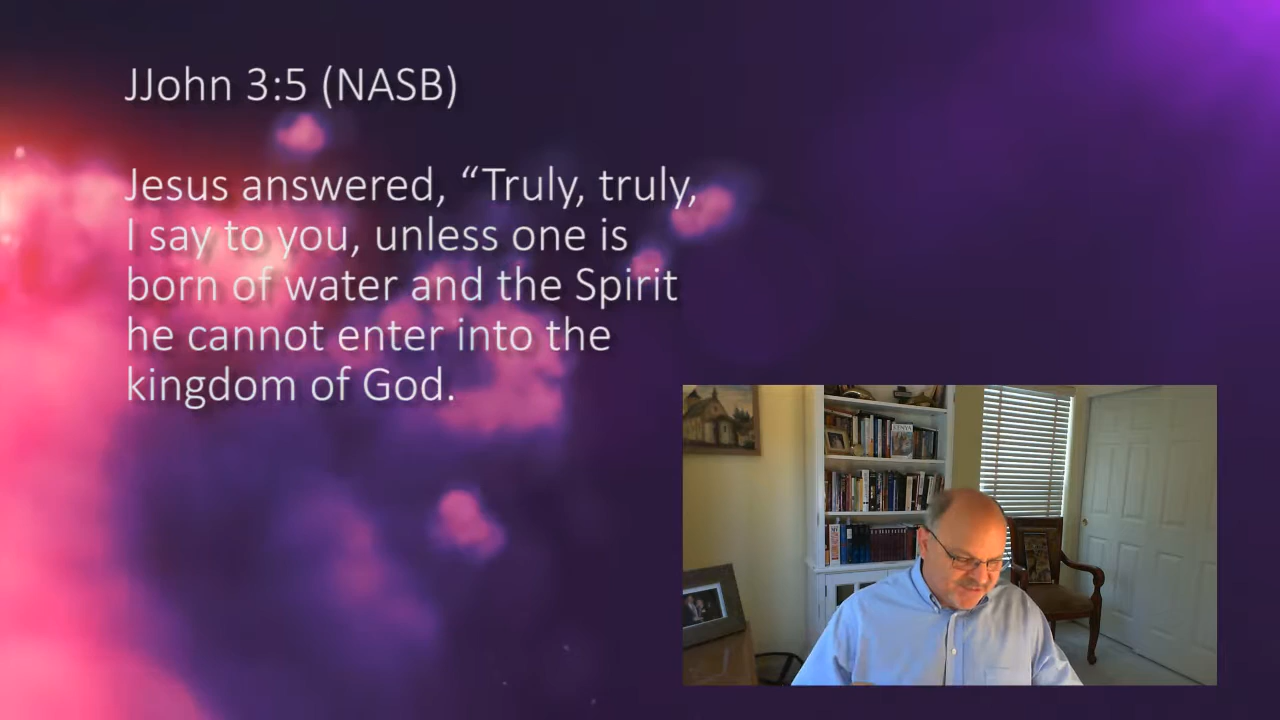 JJohn 3:5 (NASB)
Jesus answered, “Truly, truly,
I say to you, unless one is
born of water and the Spirit
he cannot enter into the
kingdom of God.